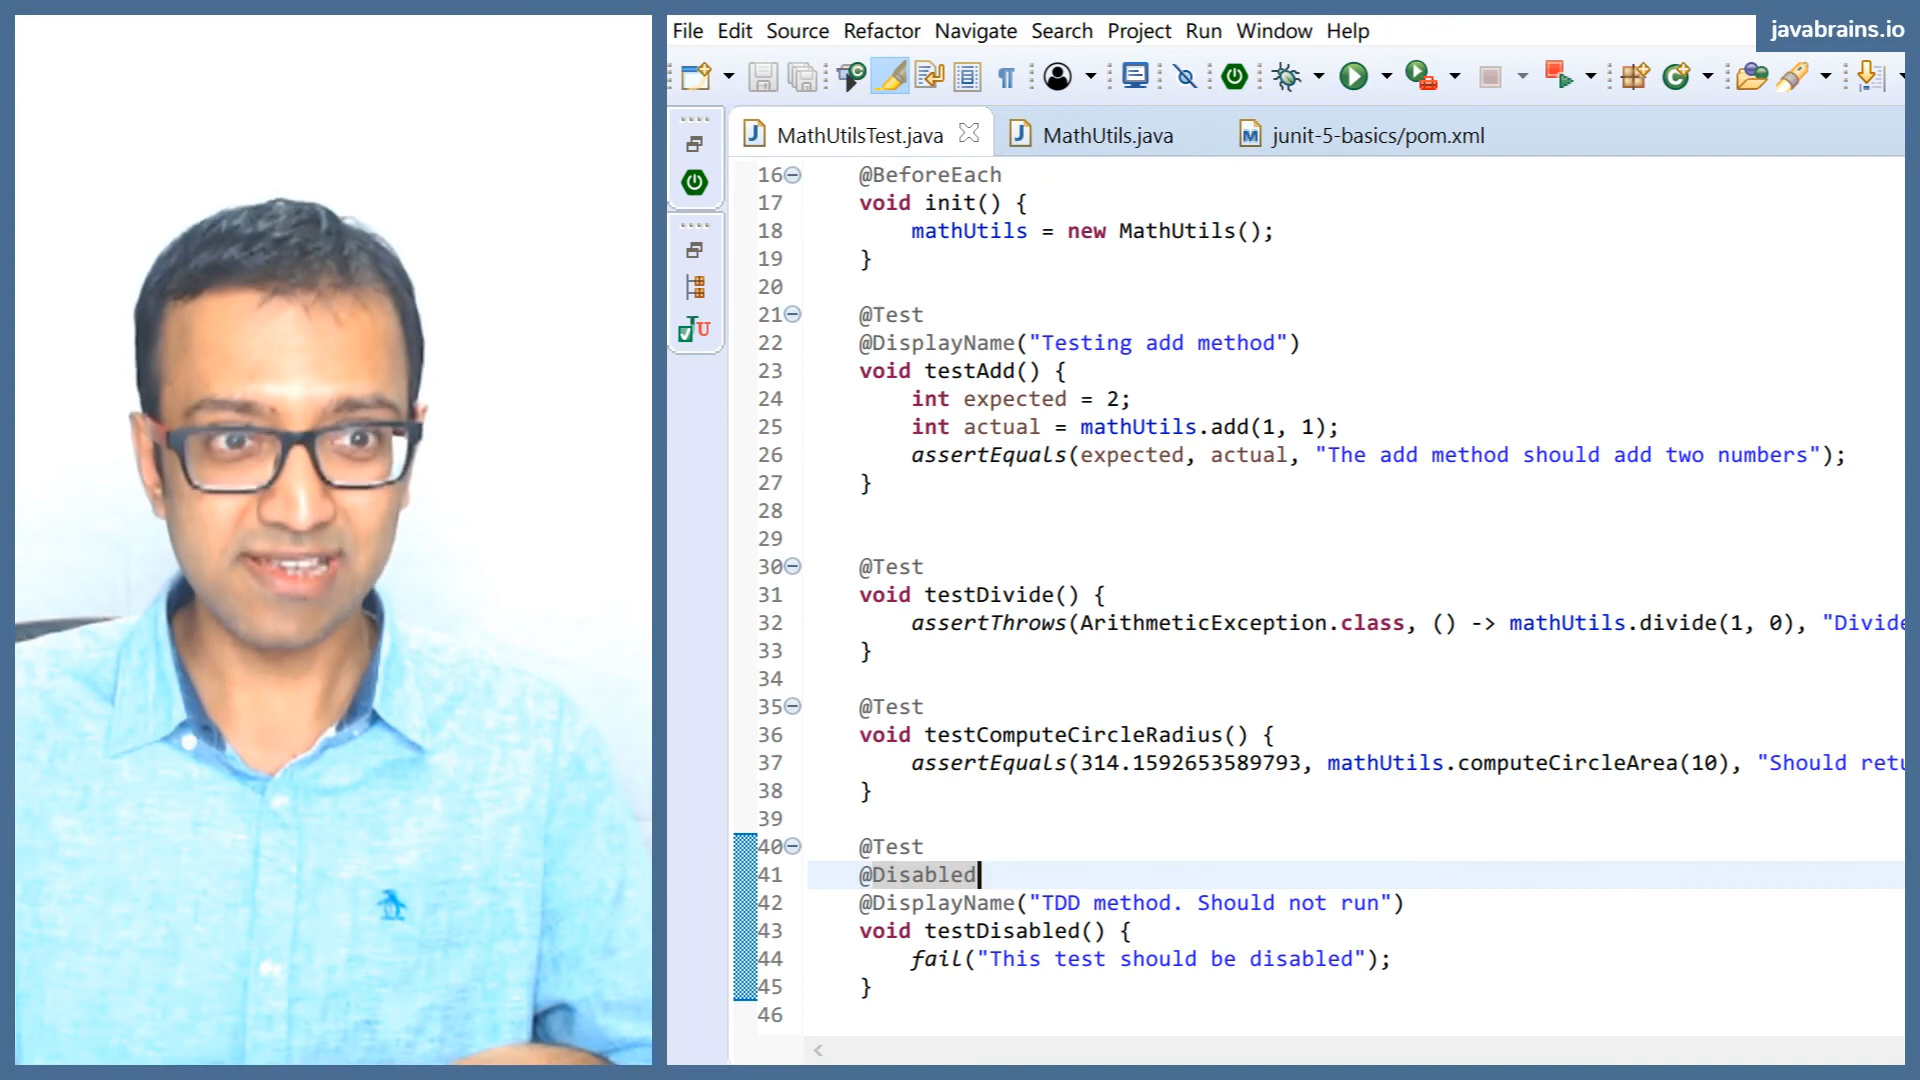 javabrains.io
File Edit Source Refactor Navigate Search Project Run Window Help
MathUtilsTest.java MathUtils.java junit-5-basics/pom.xml
16 @BeforeEach
17 void init() {
18 mathUtils = new MathUtils();
19 }
20
21 @Test
22 @DisplayName("Testing add method")
23 void testAdd() {
24 int expected = 2;
25 int actual = mathUtils.add(1, 1);
26 assertEquals(expected, actual, "The add method should add two numbers");
27 }
28
29
30 @Test
31 void testDivide() {
32 assertThrows(ArithmeticException.class, () -> mathUtils.divide(1, 0), "Divide
33 }
34
35 @Test
36 void testComputeCircleRadius() {
37 assertEquals(314.1592653589793, mathUtils.computeCircleArea(10), "Should retu
38 }
39
40 @Test
41 @Disabled
42 @DisplayName("TDD method. Should not run")
43 void testDisabled() {
44 fail("This test should be disabled");
45 }
46